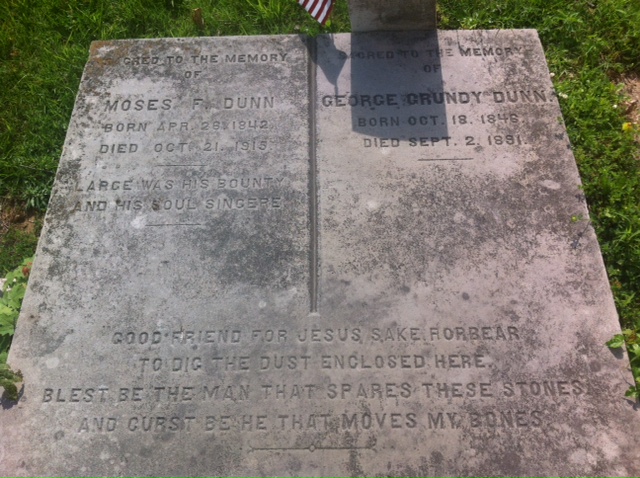 SACRED TO THE MEMORY
OF
MOSES F. DUNN
BORN APR. 26. 1842.
DIED OCT. 21. 1915.
LARGE WAS HIS BOUNTY
AND HIS SOUL SINCERE
SACRED TO THE MEMORY
OF
GEORGE GRUNDY DUNN.
BORN OCT. 18. 1846.
DIED SEPT. 2. 1891.
GOOD FRIEND FOR JESUS SAKE FORBEAR
TO DIG THE DUST ENCLOSED HERE.
BLEST BE THE MAN THAT SPARES THESE STONES
AND CURST BE HE THAT MOVES MY BONES.